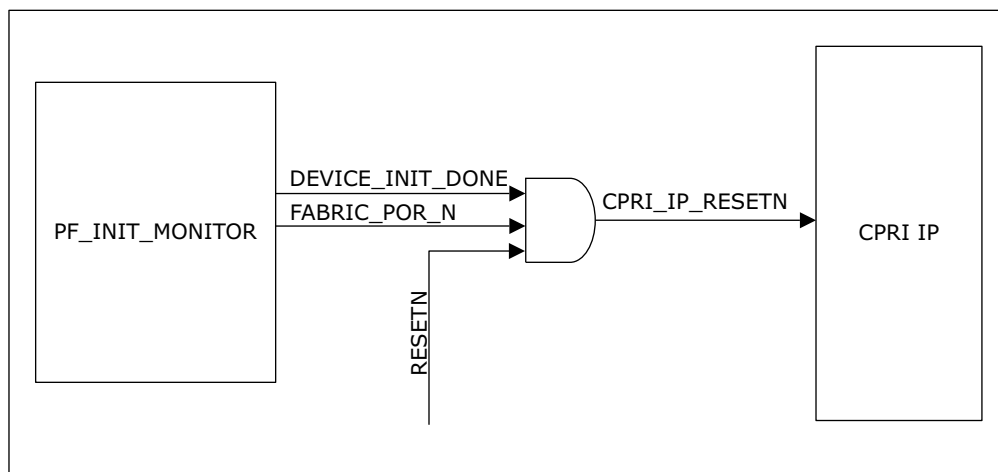 DEVICE_INIT_DONE
FABRIC_POR_N
PF_INIT_MONITOR
RESETN
CPRI_IP_RESETN
CPRI IP